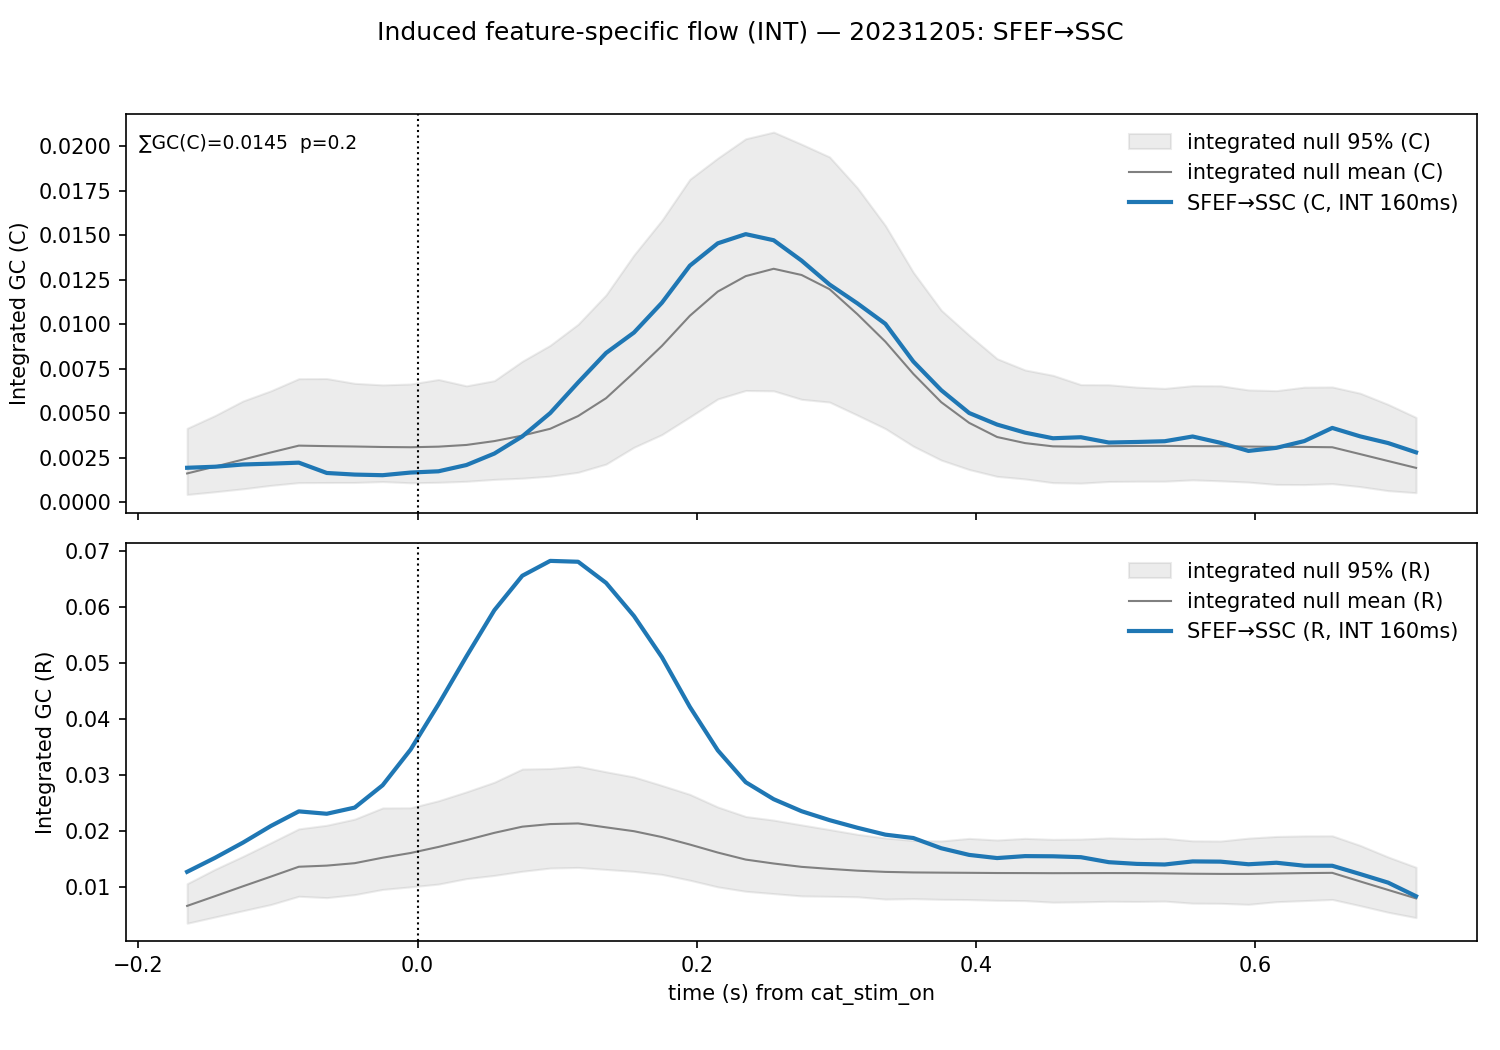 Induced feature-specific flow (INT) — 20231205: SFEF→SSC
∑GC(C)=0.0145  p=0.2
integrated null 95% (C)
integrated null mean (C)
SFEF→SSC (C, INT 160ms)
Integrated GC (C)
0.0200
0.0175
0.0150
0.0125
0.0100
0.0075
0.0050
0.0025
0.0000
integrated null 95% (R)
integrated null mean (R)
SFEF→SSC (R, INT 160ms)
Integrated GC (R)
0.07
0.06
0.05
0.04
0.03
0.02
0.01
−0.2 0.0 0.2 0.4 0.6
time (s) from cat_stim_on